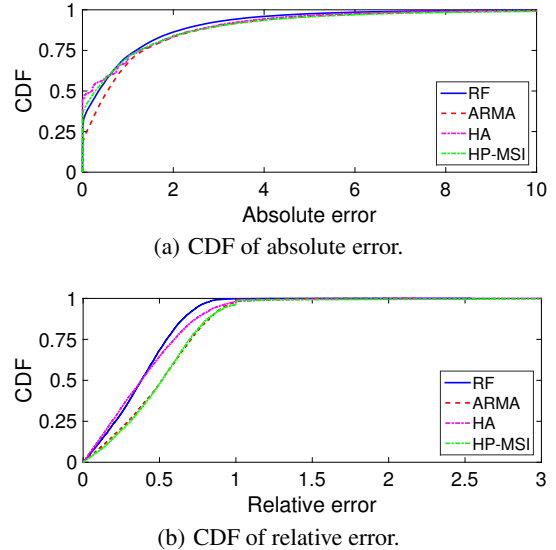 1
0.75
0.5
0.25
0
CDF
0 2 4 6 8 10
Absolute error
RF
ARMA
HA
HP-MSI
(a) CDF of absolute error.
1
0.75
0.5
0.25
0
CDF
0 0.5 1 1.5 2 2.5 3
Relative error
RF
ARMA
HA
HP-MSI
(b) CDF of relative error.